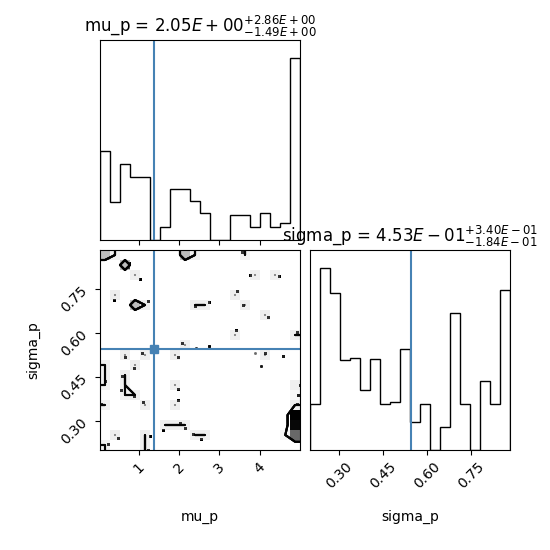 mu_p = 2.05E + 00+2.86E + 00
−1.49E + 00
sigma_p = 4.53E − 01+3.40E − 01
−1.84E − 01
0.75
0.60
0.45
0.30
sigma_p
1 2 3 4
0.30 0.45 0.60 0.75
mu_p sigma_p